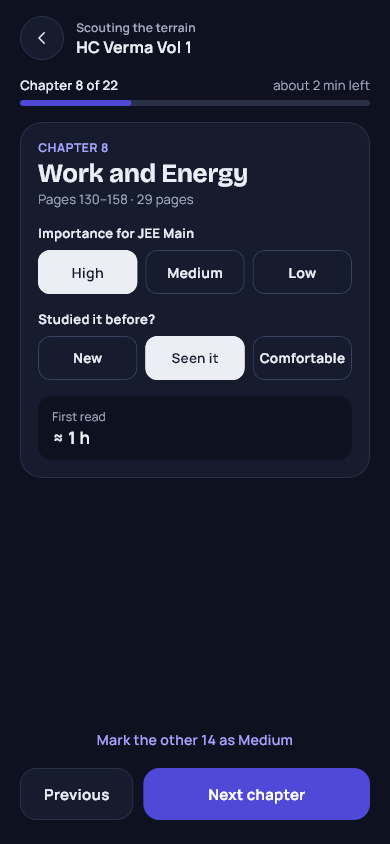 Scouting the terrain
HC Verma Vol 1
Chapter 8 of 22
about 2 min left
CHAPTER 8
Work and Energy
Pages 130–158 · 29 pages
Importance for JEE Main
High
Medium
Low
Studied it before?
New
Seen it
Comfortable
First read
≈ 1 h
Mark the other 14 as Medium
Previous
Next chapter